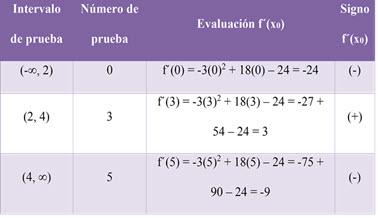 Intervalo de prueba
Número de prueba
Evaluación f´(x₀)
Signo f´(x₀)
(-∞, 2)
0
f´(0) = -3(0)² + 18(0) – 24 = -24
(-)
(2, 4)
3
f´(3) = -3(3)² + 18(3) – 24 = -27 +
54 – 24 = 3
(+)
(4, ∞)
5
f´(5) = -3(5)² + 18(5) – 24 = -75 +
90 – 24 = -9
(-)